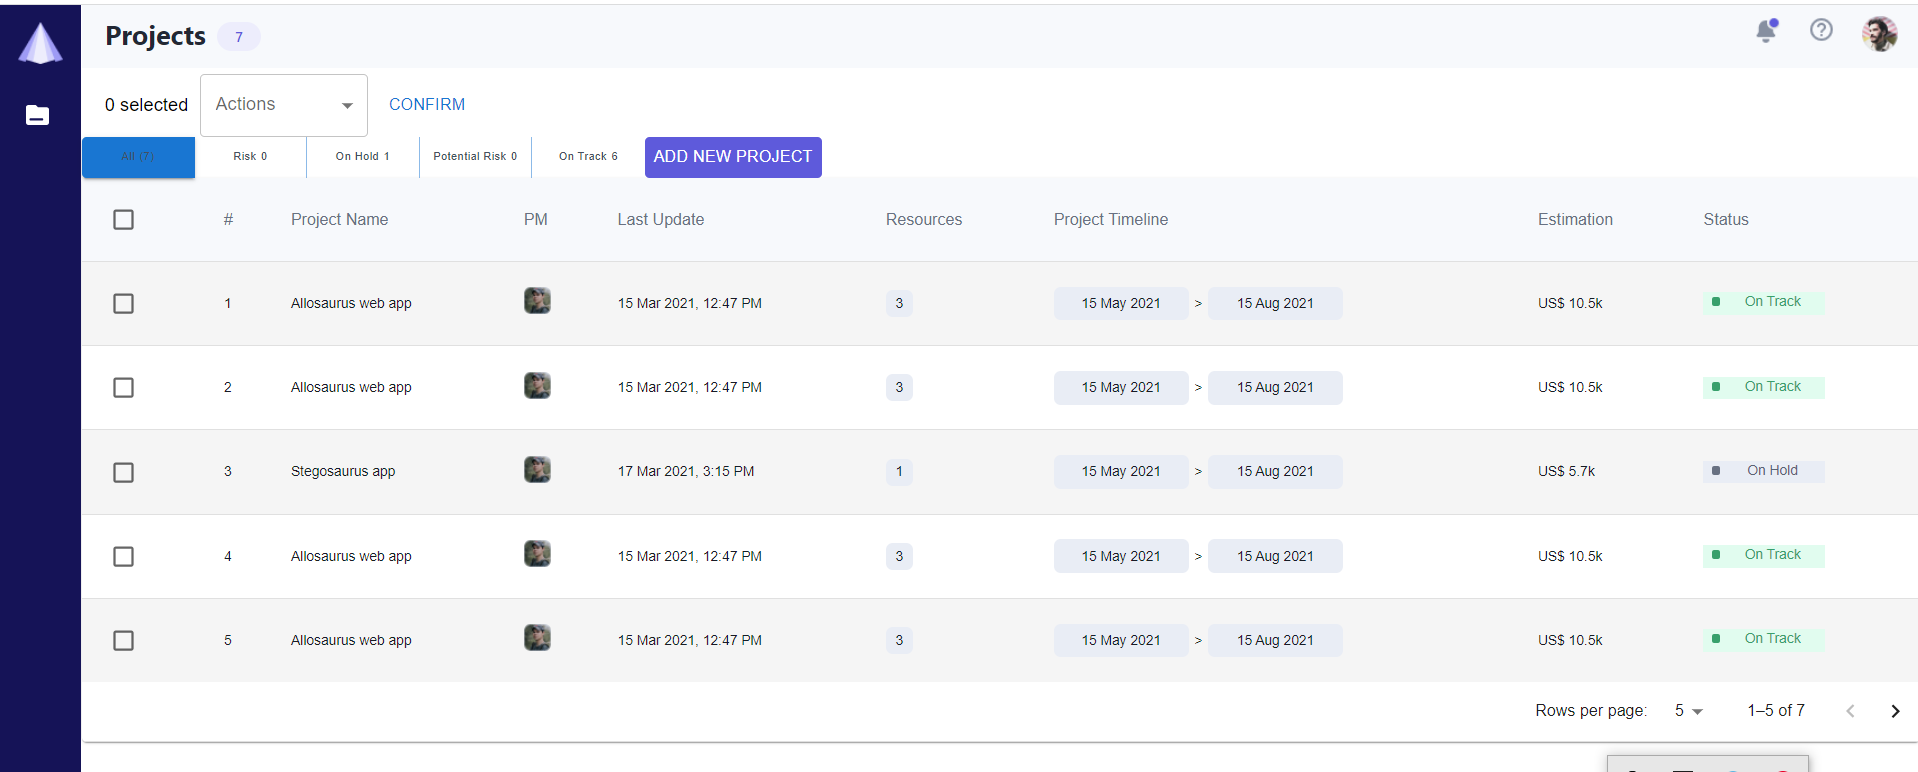 Projects 7
0 selected Actions CONFIRM
All (7) Risk 0 On Hold 1 Potential Risk 0 On Track 6 ADD NEW PROJECT
# Project Name PM Last Update Resources Project Timeline Estimation Status
1 Allosaurus web app 15 Mar 2021, 12:47 PM 3 15 May 2021 > 15 Aug 2021 US$ 10.5k On Track
2 Allosaurus web app 15 Mar 2021, 12:47 PM 3 15 May 2021 > 15 Aug 2021 US$ 10.5k On Track
3 Stegosaurus app 17 Mar 2021, 3:15 PM 1 15 May 2021 > 15 Aug 2021 US$ 5.7k On Hold
4 Allosaurus web app 15 Mar 2021, 12:47 PM 3 15 May 2021 > 15 Aug 2021 US$ 10.5k On Track
5 Allosaurus web app 15 Mar 2021, 12:47 PM 3 15 May 2021 > 15 Aug 2021 US$ 10.5k On Track
Rows per page: 5 1–5 of 7